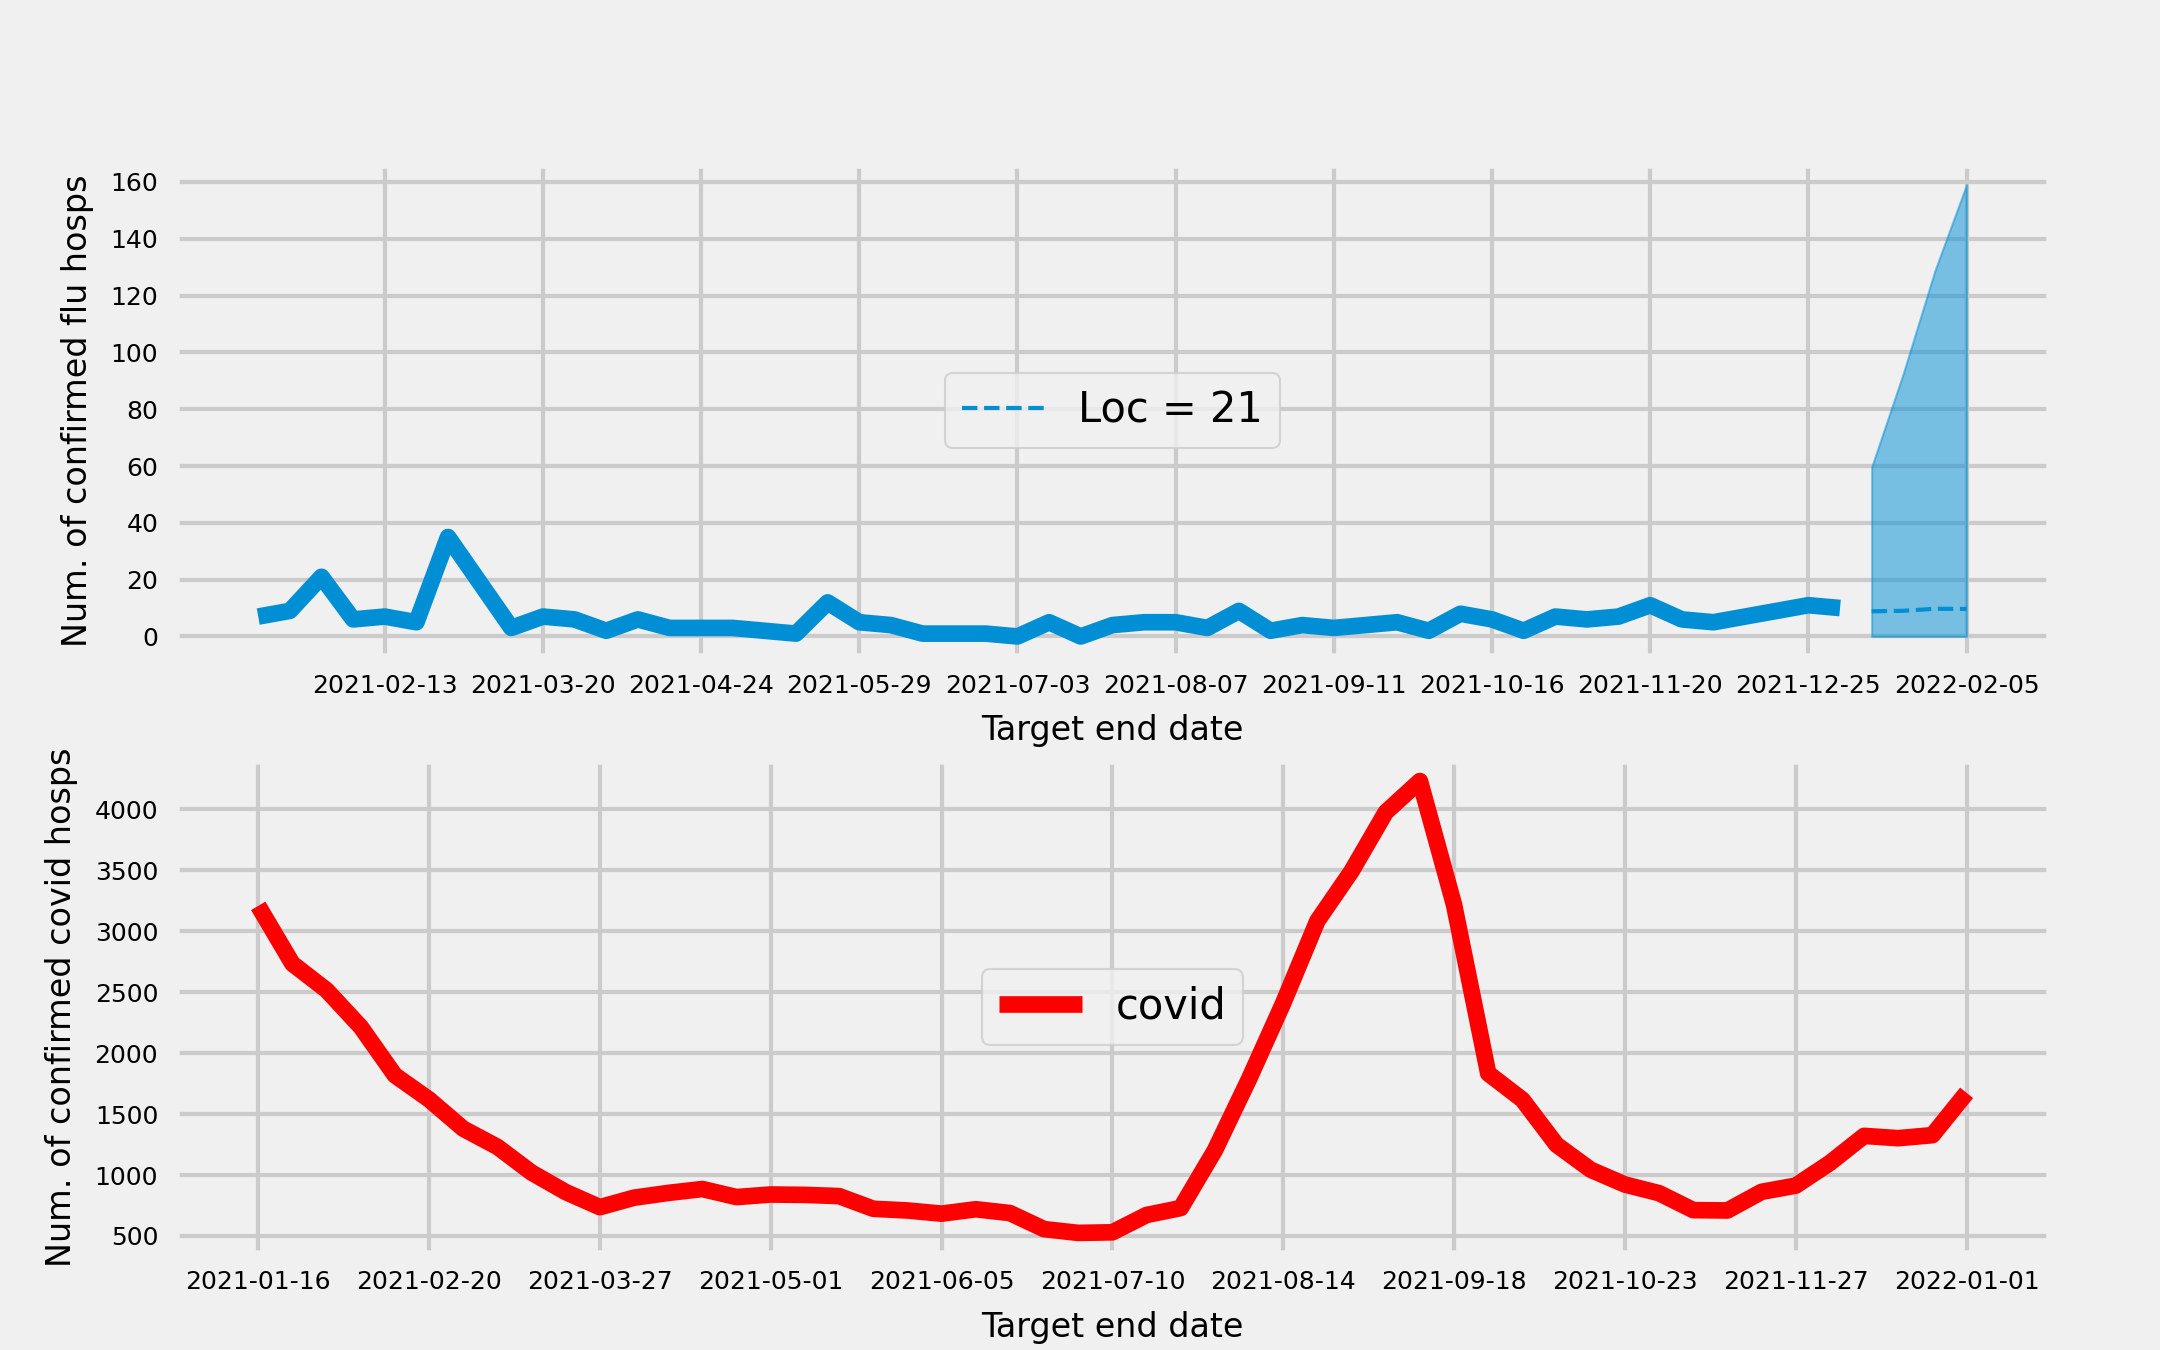 Num. of confirmed flu hosps
160
140
120
100
80
60
40
20
0
Loc = 21
2021-02-13 2021-03-20 2021-04-24 2021-05-29 2021-07-03 2021-08-07 2021-09-11 2021-10-16 2021-11-20 2021-12-25 2022-02-05
Target end date
Num. of confirmed covid hosps
4000
3500
3000
2500
2000
1500
1000
500
covid
2021-01-16 2021-02-20 2021-03-27 2021-05-01 2021-06-05 2021-07-10 2021-08-14 2021-09-18 2021-10-23 2021-11-27 2022-01-01
Target end date